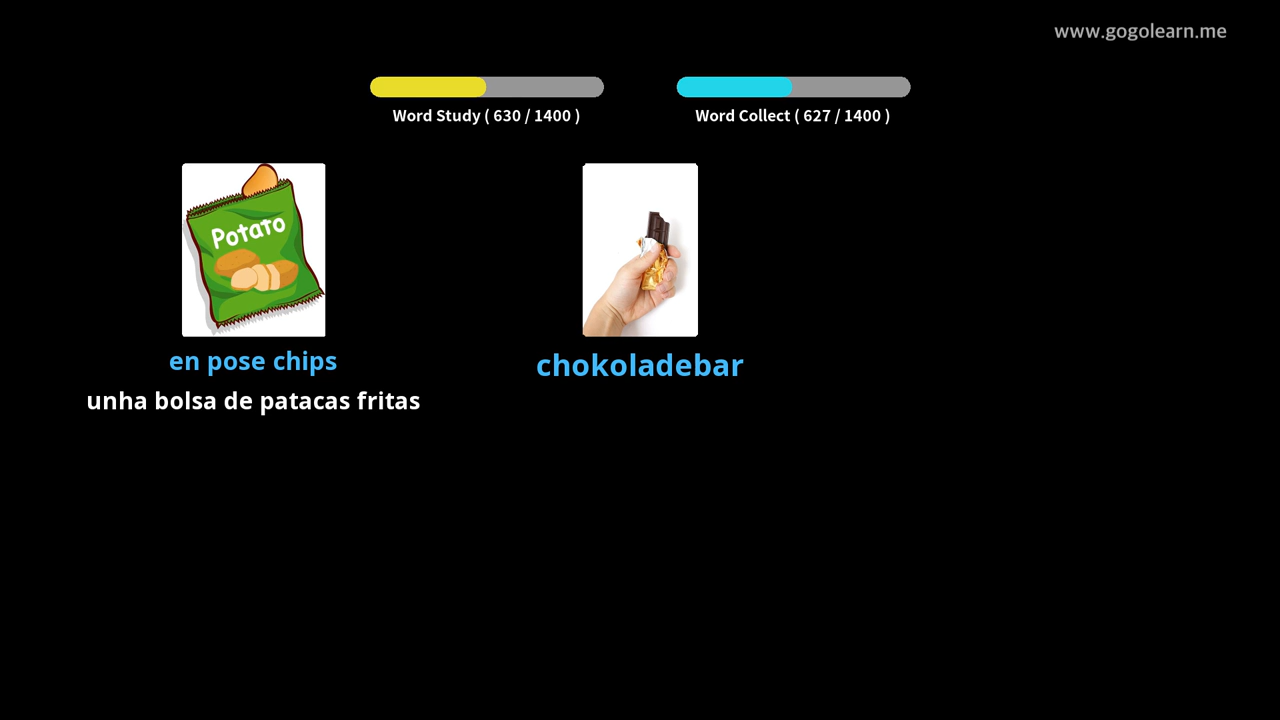 www.gogolearn.me
Word Study ( 630 / 1400 )
Word Collect ( 627 / 1400 )
Potato
en pose chips
chokoladebar
unha bolsa de patacas fritas